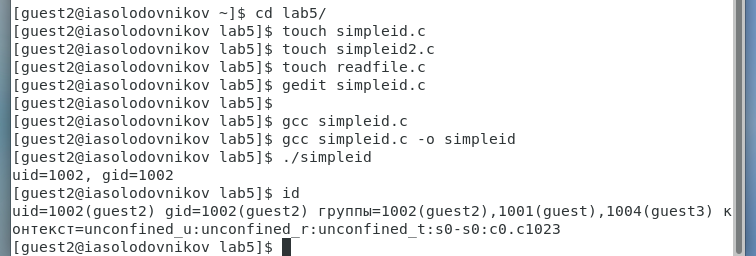 [guest2@iasolodovnikov ~]$ cd lab5/
[guest2@iasolodovnikov lab5]$ touch simpleid.c
[guest2@iasolodovnikov lab5]$ touch simpleid2.c
[guest2@iasolodovnikov lab5]$ touch readfile.c
[guest2@iasolodovnikov lab5]$ gedit simpleid.c
[guest2@iasolodovnikov lab5]$
[guest2@iasolodovnikov lab5]$ gcc simpleid.c
[guest2@iasolodovnikov lab5]$ gcc simpleid.c -o simpleid
[guest2@iasolodovnikov lab5]$ ./simpleid
uid=1002, gid=1002
[guest2@iasolodovnikov lab5]$ id
uid=1002(guest2) gid=1002(guest2) группы=1002(guest2),1001(guest),1004(guest3) к
онтекст=unconfined_u:unconfined_r:unconfined_t:s0-s0:c0.c1023
[guest2@iasolodovnikov lab5]$